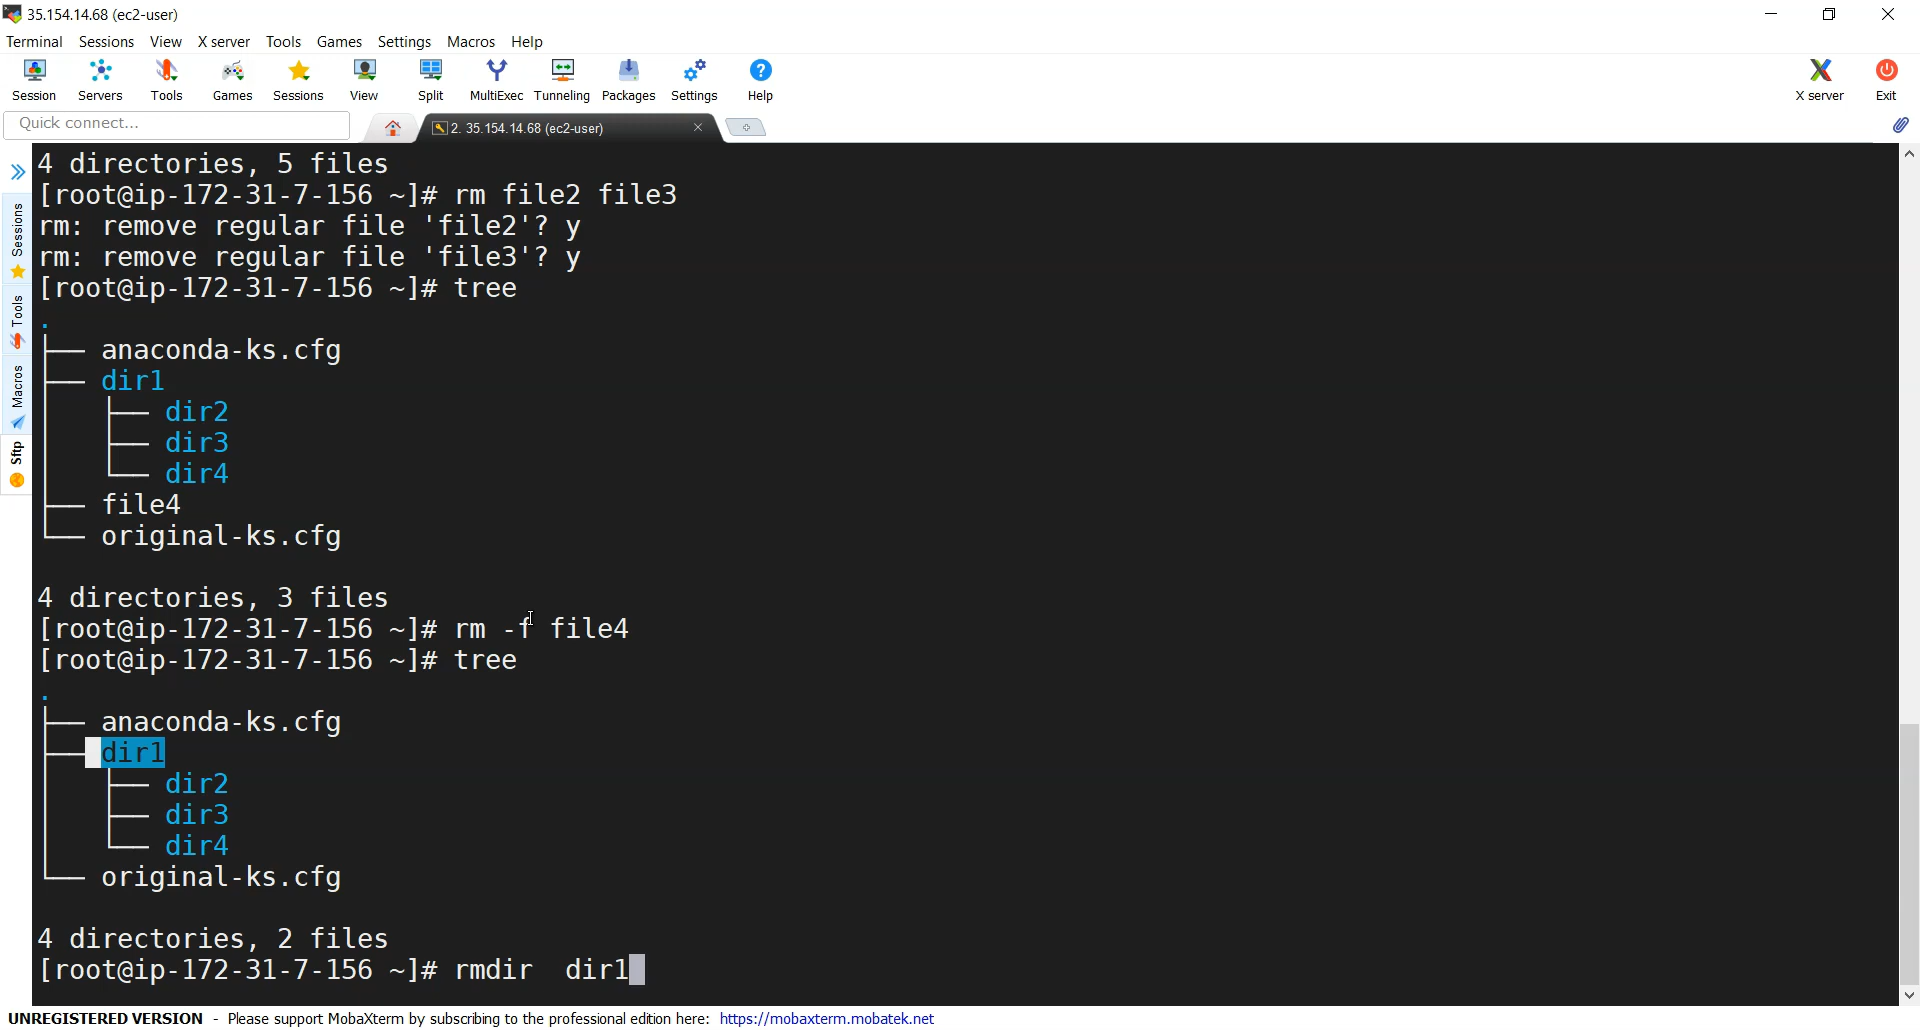 35.154.14.68 (ec2-user)
Terminal Sessions View X server Tools Games Settings Macros Help
Session Servers Tools Games Sessions View Split MultiExec Tunneling Packages Settings Help X server Exit
Quick connect... 2. 35.154.14.68 (ec2-user)
Sessions
Tools
Macros
Sftp
4 directories, 5 files
[root@ip-172-31-7-156 ~]# rm file2 file3
rm: remove regular file 'file2'? y
rm: remove regular file 'file3'? y
[root@ip-172-31-7-156 ~]# tree
.
├── anaconda-ks.cfg
├── dir1
│   ├── dir2
│   ├── dir3
│   └── dir4
├── file4
└── original-ks.cfg
4 directories, 3 files
[root@ip-172-31-7-156 ~]# rm -f file4
[root@ip-172-31-7-156 ~]# tree
.
├── anaconda-ks.cfg
├── dir1
│   ├── dir2
│   ├── dir3
│   └── dir4
└── original-ks.cfg
4 directories, 2 files
[root@ip-172-31-7-156 ~]# rmdir  dir1
UNREGISTERED VERSION - Please support MobaXterm by subscribing to the professional edition here: https://mobaxterm.mobatek.net